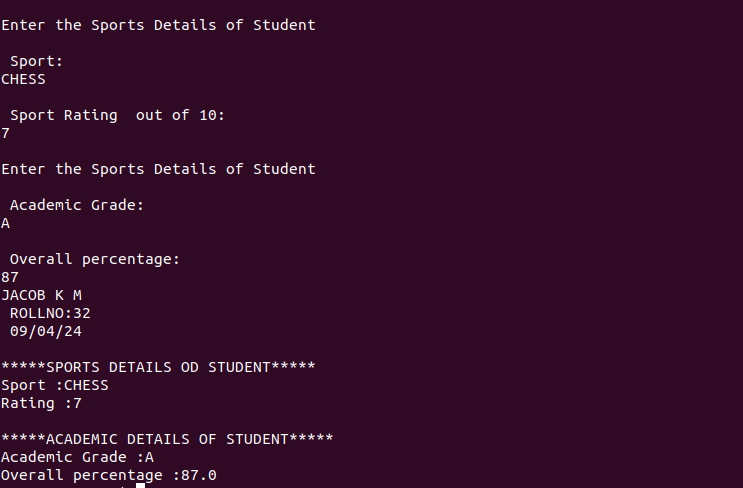 Enter the Sports Details of Student
Sport:
CHESS
Sport Rating  out of 10:
7
Enter the Sports Details of Student
Academic Grade:
A
Overall percentage:
87
JACOB K M
ROLLNO:32
09/04/24
*****SPORTS DETAILS OD STUDENT*****
Sport :CHESS
Rating :7
*****ACADEMIC DETAILS OF STUDENT*****
Academic Grade :A
Overall percentage :87.0